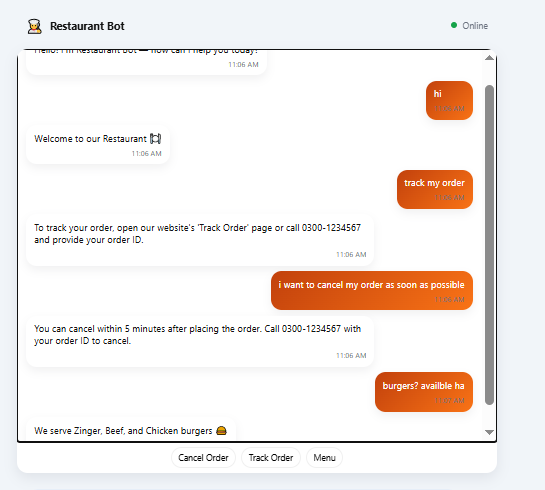 Restaurant Bot
Online
Hello! I'm Restaurant Bot — how can I help you today?
11:06 AM
hi
11:06 AM
Welcome to our Restaurant 🍽️
11:06 AM
track my order
11:06 AM
To track your order, open our website's 'Track Order' page or call 0300-1234567
and provide your order ID.
11:06 AM
i want to cancel my order as soon as possible
11:06 AM
You can cancel within 5 minutes after placing the order. Call 0300-1234567 with
your order ID to cancel.
11:06 AM
burgers? availble ha
11:07 AM
We serve Zinger, Beef, and Chicken burgers 🍔
Cancel Order
Track Order
Menu